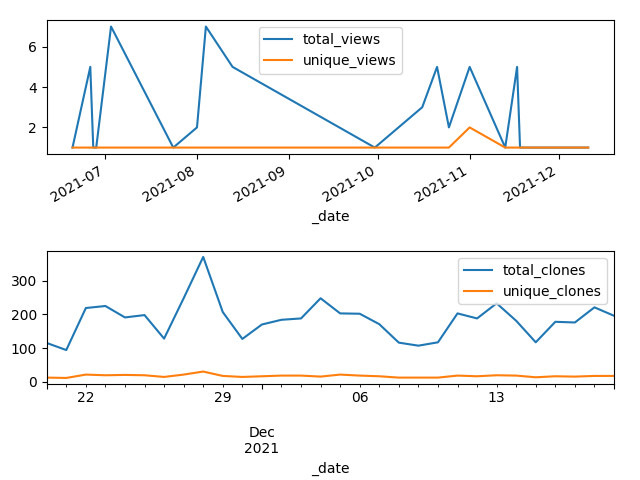 6
4
2
total_views
unique_views
2021-07
2021-08
2021-09
2021-10
2021-11
2021-12
_date
300
200
100
0
total_clones
unique_clones
22
29
06
13
Dec
2021
_date